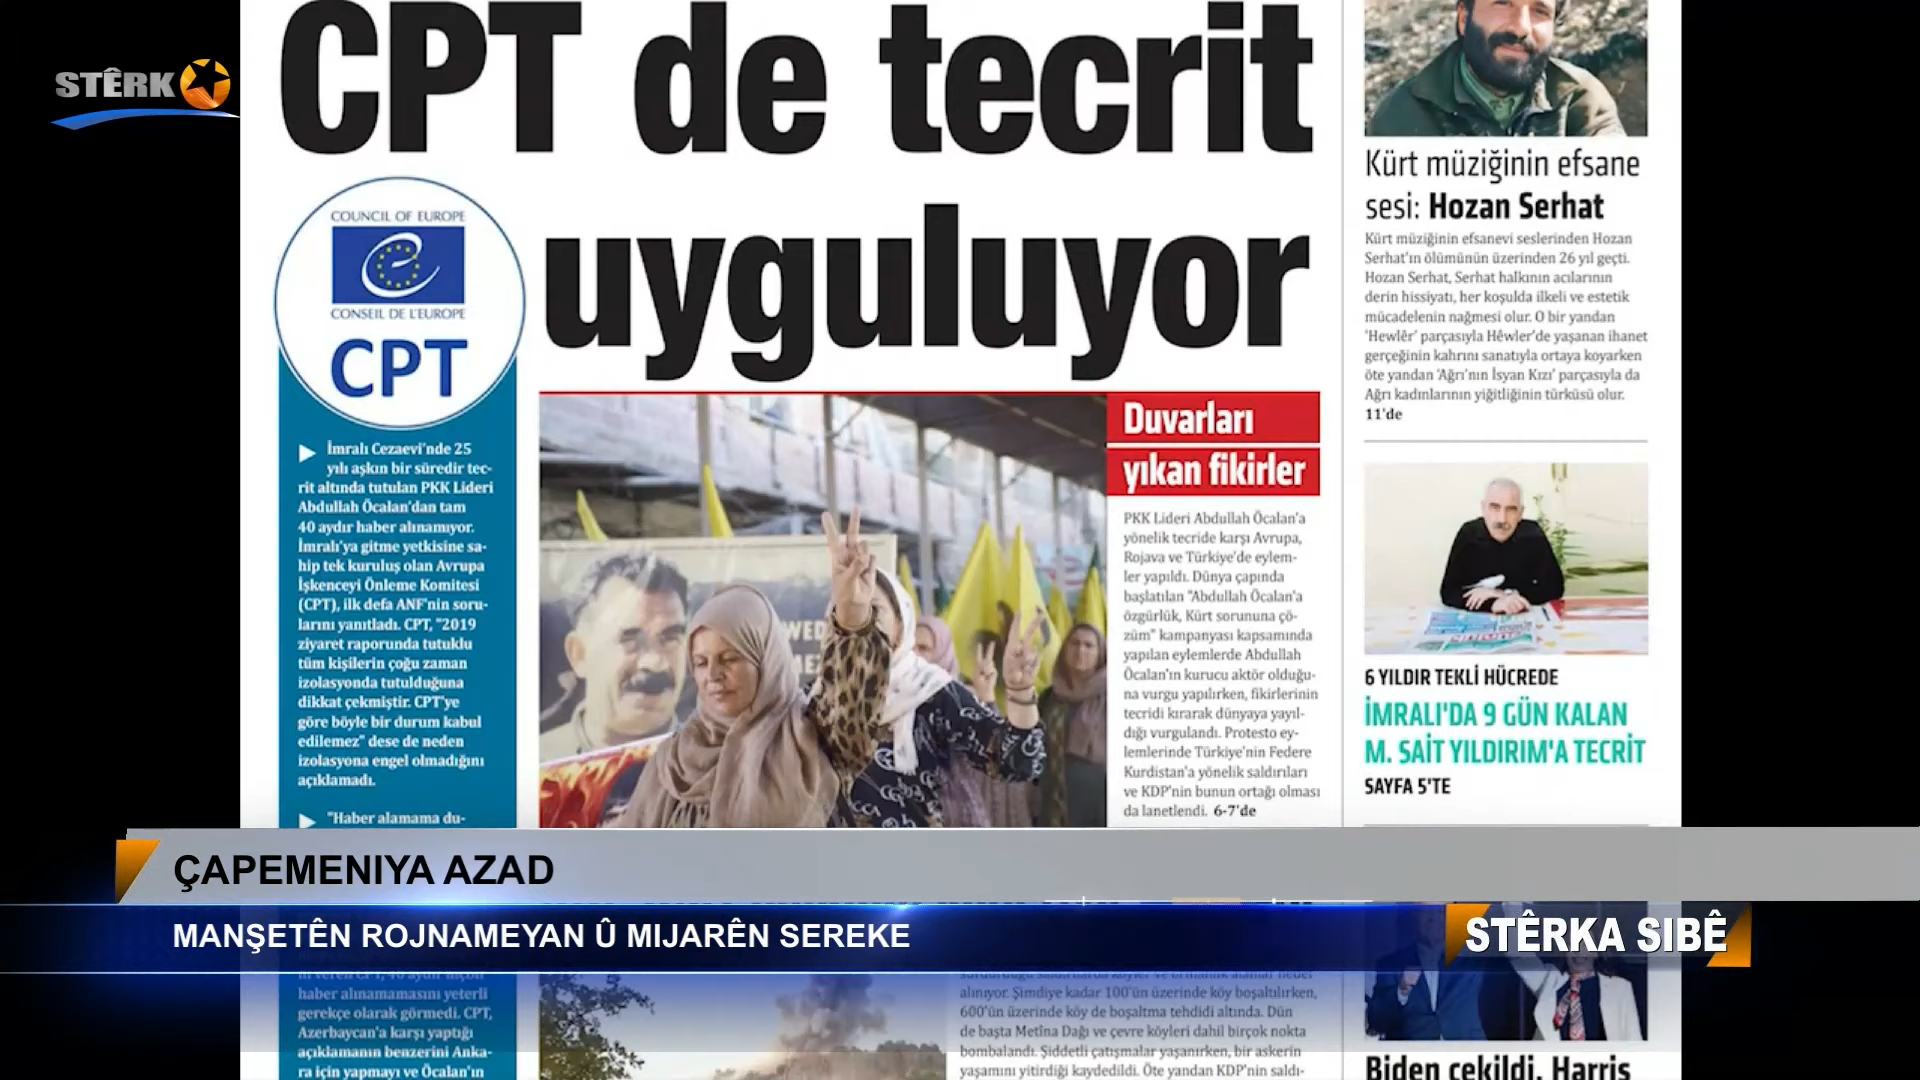 STÊRK
CPT de tecrit
uyguluyor
COUNCIL OF EUROPE
CONSEIL DE L'EUROPE
CPT
İmralı Cezaevi'nde 25
yılı aşkın bir süredir tec-
rit altında tutulan PKK Lideri
Abdullah Öcalan'dan tam
40 aydır haber alınamıyor.
İmralı'ya gitme yetkisine sa-
hip tek kuruluş olan Avrupa
İşkenceyi Önleme Komitesi
(CPT), ilk defa ANF'nin soru-
larını yanıtladı. CPT, "2019
ziyaret raporunda tutuklu
tüm kişilerin çoğu zaman
izolasyonda tutulduğuna
dikkat çekmiştir. CPT'ye
göre böyle bir durum kabul
edilemez" dese de neden
izolasyona engel olmadığını
açıklamadı.
"Haber alamama du-
haber alınamamasını yeterli
gerekçe olarak görmedi. CPT,
Azerbaycan'a karşı yaptığı
açıklamanın benzerini Anka-
ra için yapmayı ve Öcalan'ın
Duvarları
yıkan fikirler
PKK Lideri Abdullah Öcalan'a
yönelik tecride karşı Avrupa,
Rojava ve Türkiye'de eylem-
ler yapıldı. Dünya çapında
başlatılan "Abdullah Öcalan'a
özgürlük, Kürt sorununa çö-
züm" kampanyası kapsamında
yapılan eylemlerde Abdullah
Öcalan'ın kurucu aktör olduğu-
na vurgu yapılırken, fikirlerinin
tecridi kırarak dünyaya yayıl-
dığı vurgulandı. Protesto ey-
lemlerinde Türkiye'nin Federe
Kurdistan'a yönelik saldırıları
ve KDP'nin bunun ortağı olması
da lanetlendi. 6-7'de
alınıyor. Şimdiye kadar 100'ün üzerinde köy boşaltılırken,
600'ün üzerinde köy de boşaltma tehdidi altında. Dün
de başta Metîna Dağı ve çevre köyleri dahil birçok nokta
bombalandı. Şiddetli çatışmalar yaşanırken, bir askerin
yaşamını yitirdiği kaydedildi. Öte yandan KDP'nin saldı-
Kürt müziğinin efsane
sesi: Hozan Serhat
Kürt müziğinin efsanevi seslerinden Hozan
Serhat'ın ölümünün üzerinden 26 yıl geçti.
Hozan Serhat, Serhat halkının acılarının
derin hissiyatı, her koşulda ilkeli ve estetik
mücadelenin nağmesi olur. O bir yandan
'Hewlêr' parçasıyla Hêwler'de yaşanan ihanet
gerçeğinin kahrını sanatıyla ortaya koyarken
öte yandan 'Ağrı'nın İsyan Kızı' parçasıyla da
Ağrı kadınlarının yiğitliğinin türküsü olur.
11'de
6 YILDIR TEKLİ HÜCREDE
İMRALI'DA 9 GÜN KALAN
M. SAİT YILDIRIM'A TECRİT
SAYFA 5'TE
Biden çekildi, Harris
ÇAPEMENIYA AZAD
MANŞETÊN ROJNAMEYAN Û MIJARÊN SEREKE
STÊRKA SIBÊ